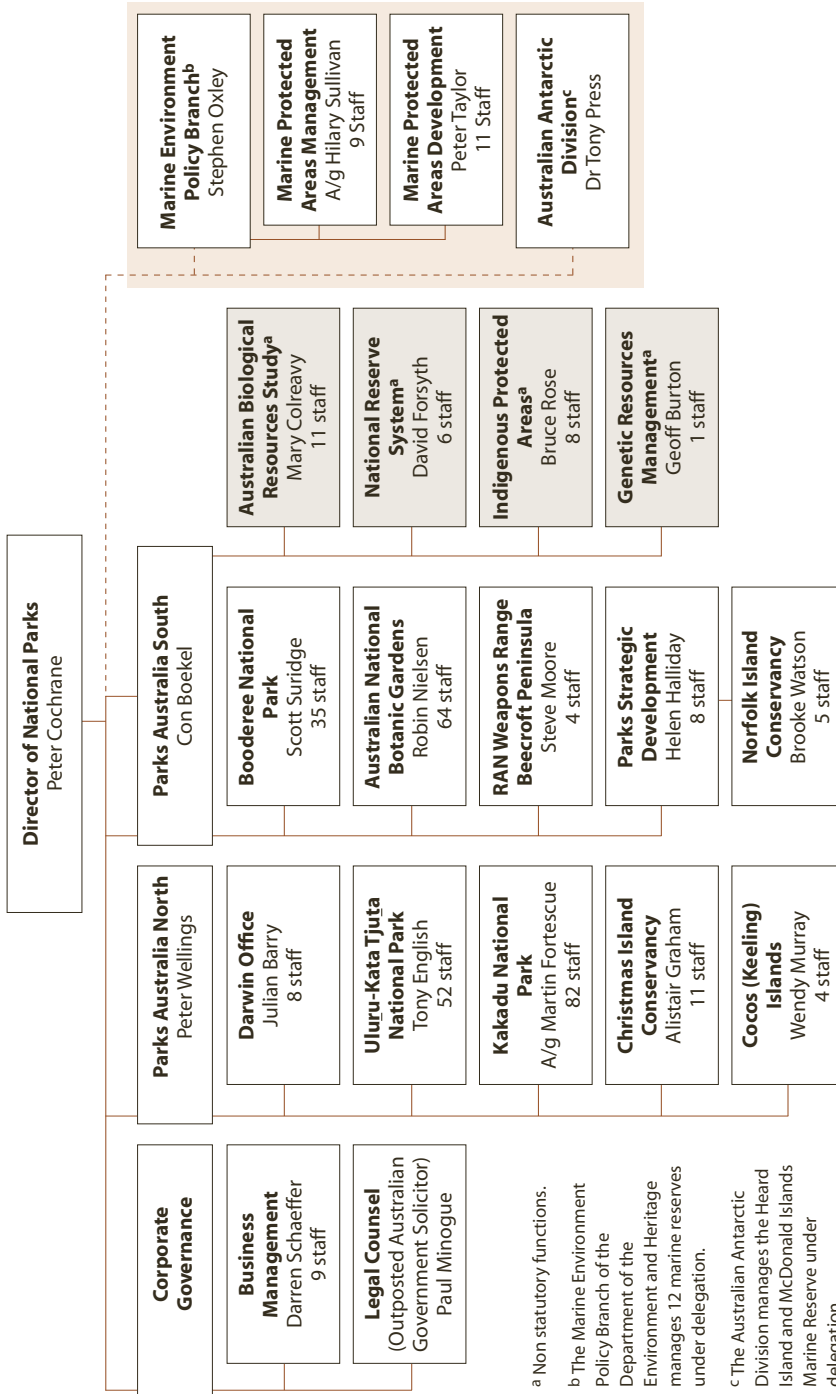 Director of National Parks
Peter Cochrane
Corporate
Governance
Business
Management
Darren Schaeffer
9 staff
Legal Counsel
(Outposted Australian
Government Solicitor)
Paul Minogue
Parks Australia North
Peter Wellings
Darwin Office
Julian Barry
8 staff
Uluṟu-Kata Tjuṯa
National Park
Tony English
52 staff
Kakadu National
Park
A/g Martin Fortescue
82 staff
Christmas Island
Conservancy
Alistair Graham
11 staff
Cocos (Keeling)
Islands
Wendy Murray
4 staff
Parks Australia South
Con Boekel
Booderee National
Park
Scott Suridge
35 staff
Australian National
Botanic Gardens
Robin Nielsen
64 staff
RAN Weapons Range
Beecroft Peninsula
Steve Moore
4 staff
Parks Strategic
Development
Helen Halliday
8 staff
Norfolk Island
Conservancy
Brooke Watson
5 staff
Australian Biological
Resources Studyᵃ
Mary Colreavy
11 staff
National Reserve
Systemᵃ
David Forsyth
6 staff
Indigenous Protected
Areasᵃ
Bruce Rose
8 staff
Genetic Resources
Managementᵃ
Geoff Burton
1 staff
Marine Environment
Policy Branchᵇ
Stephen Oxley
Marine Protected
Areas Management
A/g Hilary Sullivan
9 Staff
Marine Protected
Areas Development
Peter Taylor
11 Staff
Australian Antarctic
Divisionᶜ
Dr Tony Press
ᵃ Non statutory functions.
ᵇ The Marine Environment
Policy Branch of the
Department of the
Environment and Heritage
manages 12 marine reserves
under delegation.
ᶜ The Australian Antarctic
Division manages the Heard
Island and McDonald Islands
Marine Reserve under
delegation